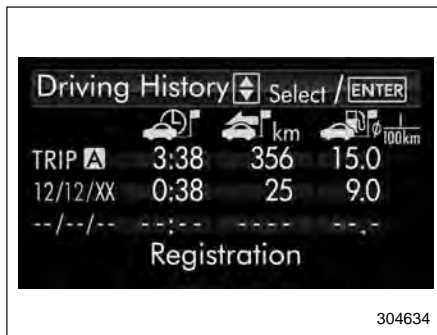 Driving History Select / ENTER
km ø l/100km
TRIP A 3:38 356 15.0
12/12/XX 0:38 25 9.0
--/--/-- --:-- ---- --.-
Registration
304634